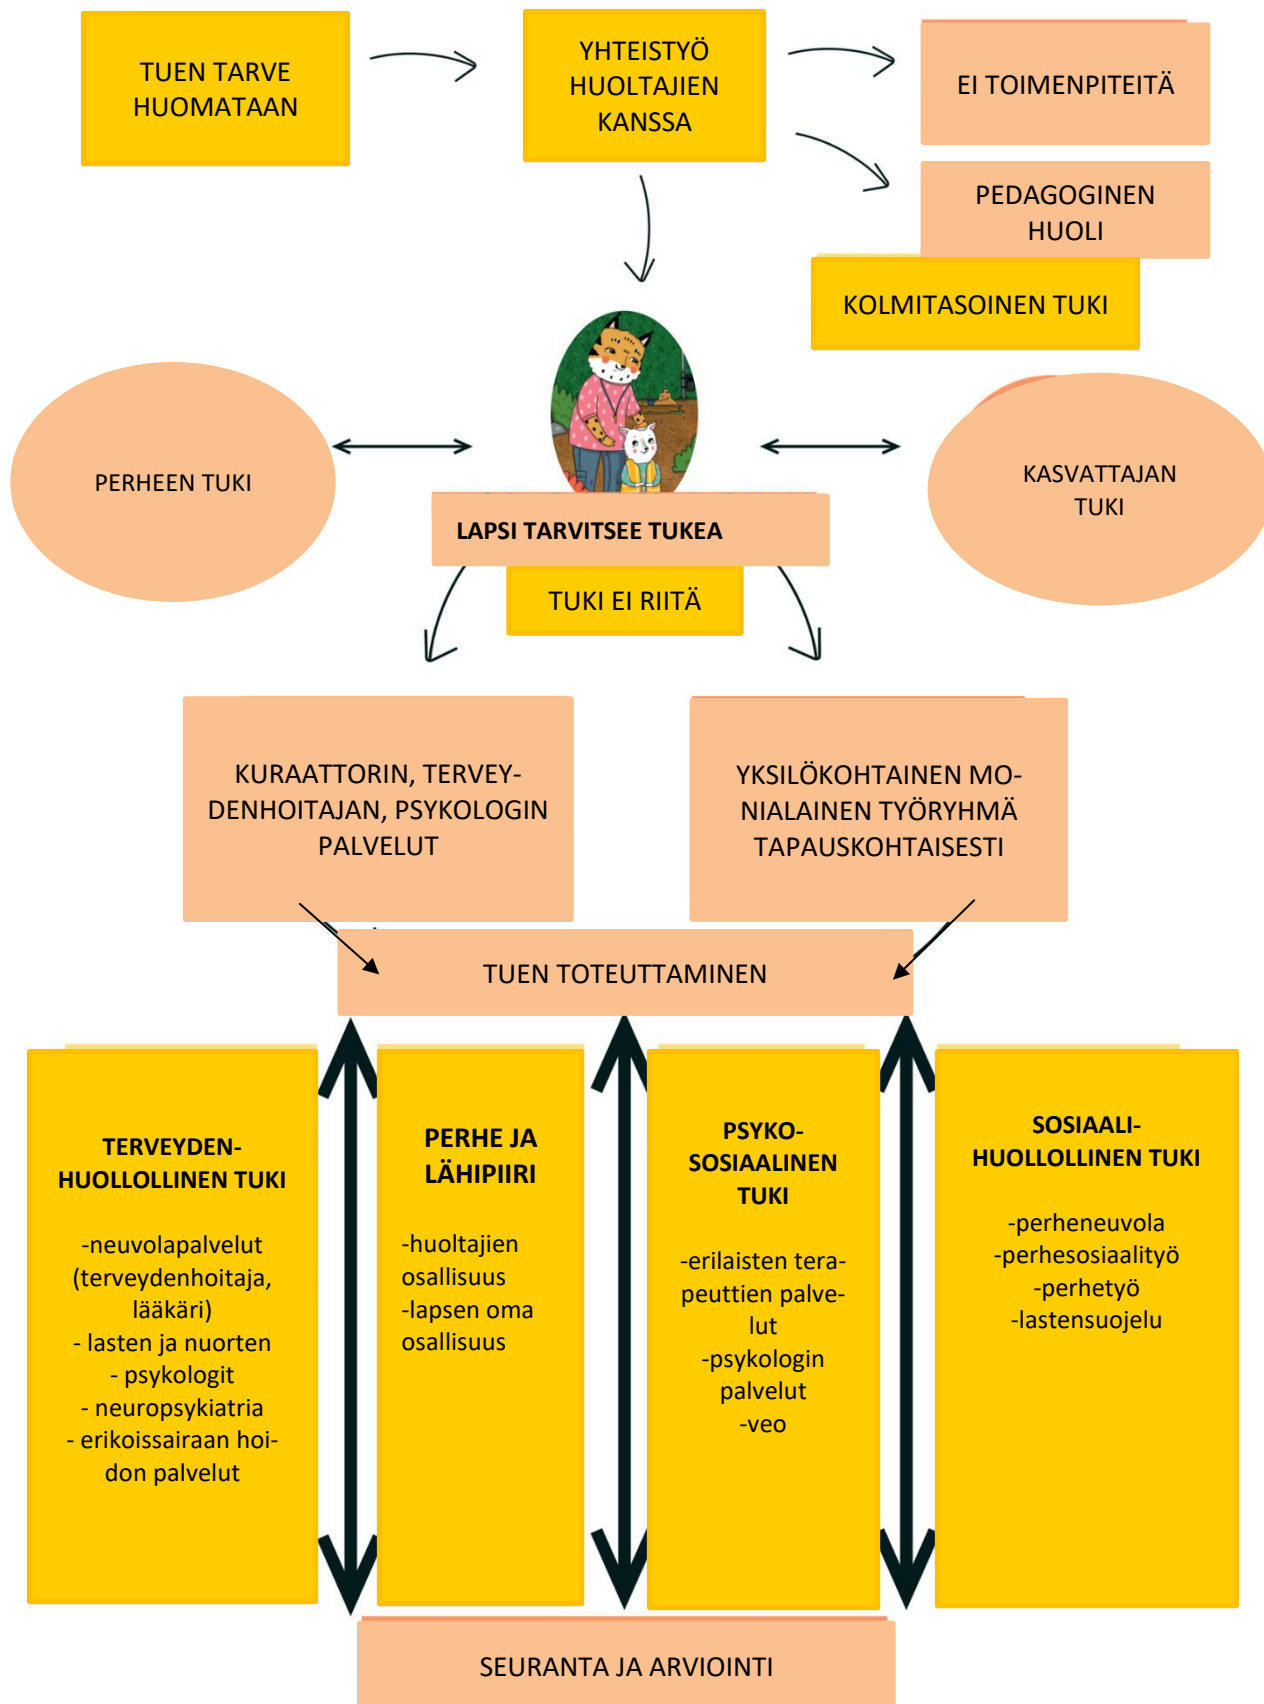 TUEN TARVE
HUOMATAAN
YHTEISTYÖ
HUOLTAJIEN
KANSSA
EI TOIMENPITEITÄ
PEDAGOGINEN
HUOLI
KOLMITASOINEN TUKI
PERHEEN TUKI
KASVATTAJAN
TUKI
LAPSI TARVITSEE TUKEA
TUKI EI RIITÄ
KURAATTORIN, TERVEY-
DENHOITAJAN, PSYKOLOGIN
PALVELUT
YKSILÖKOHTAINEN MO-
NIALAINEN TYÖRYHMÄ
TAPAUSKOHTAISESTI
TUEN TOTEUTTAMINEN
TERVEYDEN-
HUOLLOLLINEN TUKI
-neuvolapalvelut
(terveydenhoitaja,
lääkäri)
- lasten ja nuorten
- psykologit
- neuropsykiatria
- erikoissairaan hoi-
don palvelut
PERHE JA
LÄHIPIIRI
-huoltajien
osallisuus
-lapsen oma
osallisuus
PSYKO-
SOSIAALINEN
TUKI
-erilaisten tera-
peuttien palve-
lut
-psykologin
palvelut
-veo
SOSIAALI-
HUOLLOLLINEN TUKI
-perheneuvola
-perhesosiaalityö
-perhetyö
-lastensuojelu
SEURANTA JA ARVIOINTI